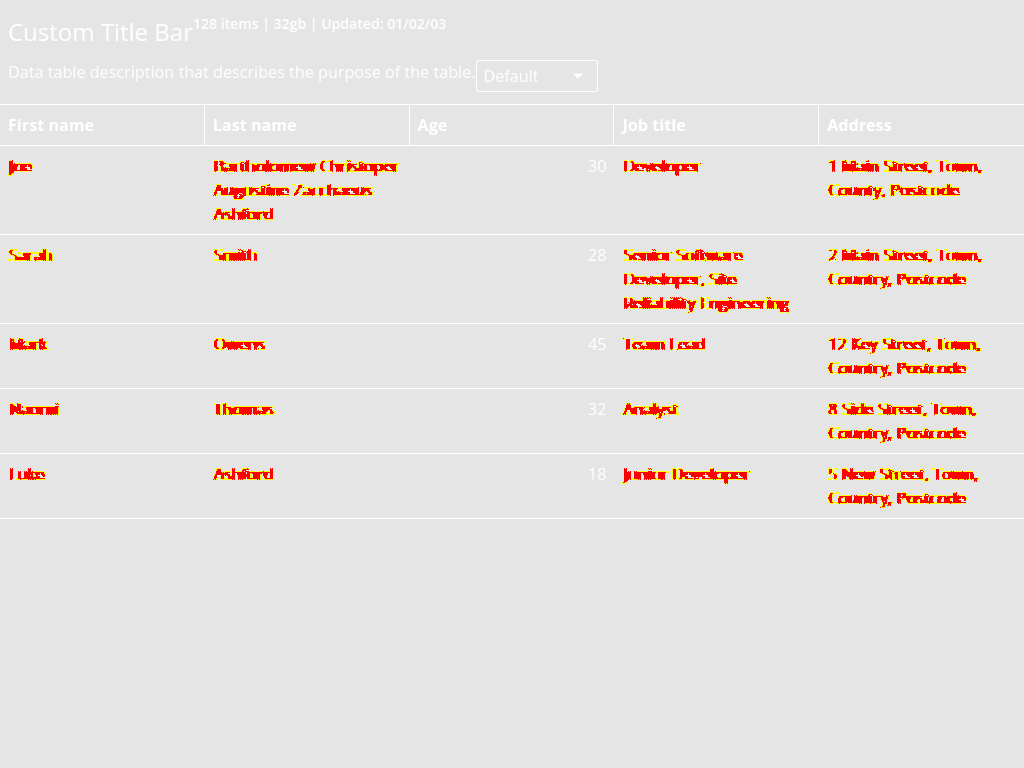 Custom Title Bar 128 items | 32gb | Updated: 01/02/03
Data table description that describes the purpose of the table. Default
First name Last name Age Job title Address
Joe Bartholomew Christoper 30 Developer 1 Main Street, Town,
Augustine Zacchaeus County, Postcode
Ashford
Sarah Smith 28 Senior Software 2 Main Street, Town,
Developer, Site Country, Postcode
Reliability Engineering
Mark Owens 45 Team Lead 12 Key Street, Town,
Country, Postcode
Naomi Thomas 32 Analyst 8 Side Street, Town,
Country, Postcode
Luke Ashford 18 Junior Developer 5 New Street, Town,
Country, Postcode